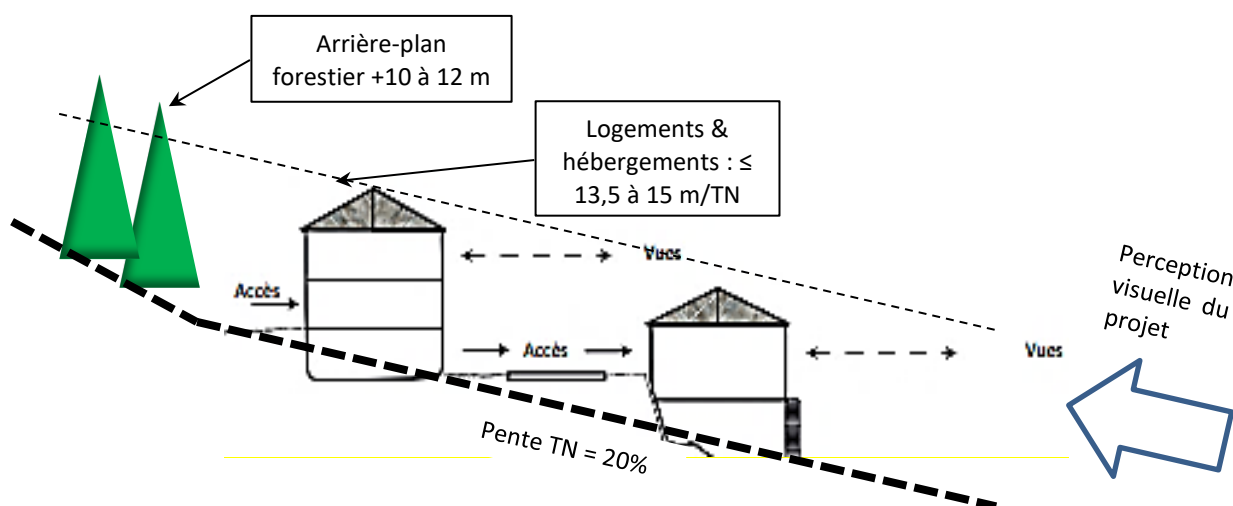 Arrière-plan
forestier +10 à 12 m
Logements &
hébergements : ≤
13,5 à 15 m/TN
Vues
Accès
Accès
Vues
Perception
visuelle du
projet
Pente TN = 20%